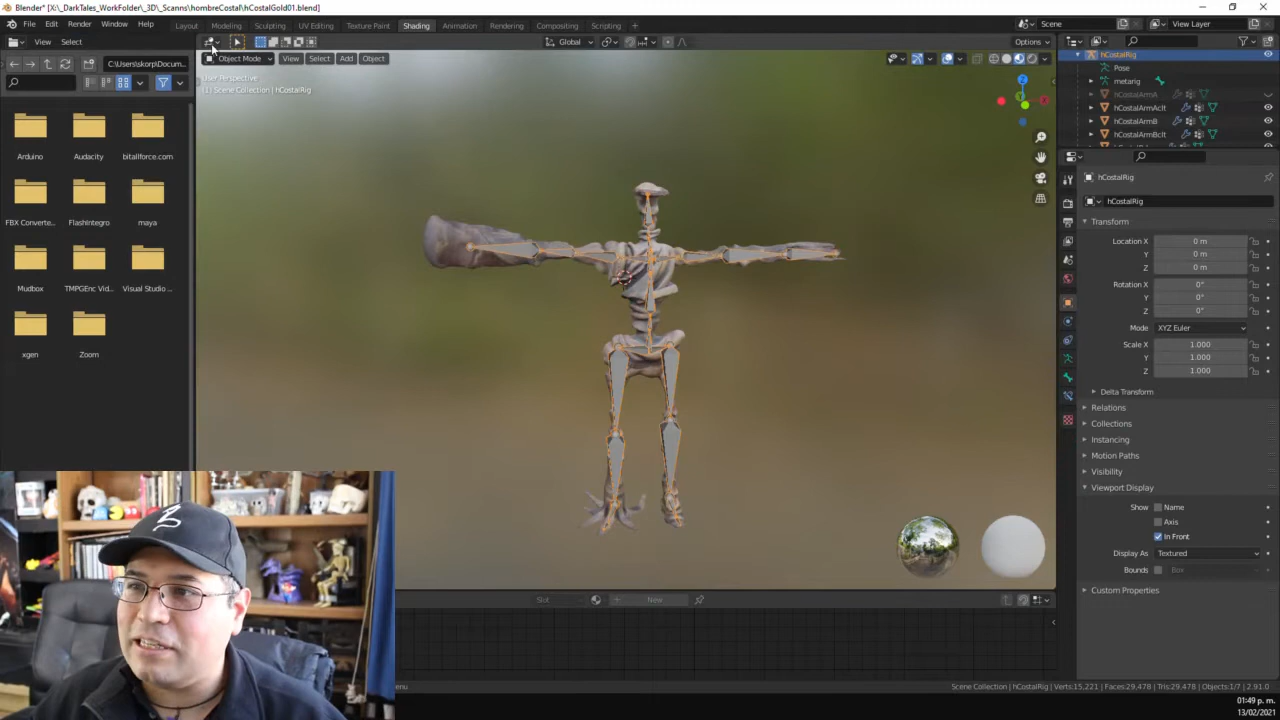 Blender* [X:\_DarkTales_WorkFolder\_3D\_Scanns\hombreCostal\hCostalGold01.blend]
File Edit Render Window Help Layout Modeling Sculpting UV Editing Texture Paint Shading Animation Rendering Compositing Scripting Scene View Layer
View Select Global Options
C:\Users\skorp\Docum... Object Mode View Select Add Object
User Perspective
(1) Scene Collection | hCostalRig
hCostalRig
Pose
metarig
hCostalArmA
hCostalArmAclt
hCostalArmB
hCostalArmBclt
Arduino Audacity bitallforce.com
FBX Converte... FlashIntegro maya
Mudbox TMPGEnc Vid... Visual Studio ...
xgen Zoom
hCostalRig
hCostalRig
Transform
Location X 0 m
Y 0 m
Z 0 m
Rotation X 0°
Y 0°
Z 0°
Mode XYZ Euler
Scale X 1.000
Y 1.000
Z 1.000
Delta Transform
Relations
Collections
Instancing
Motion Paths
Visibility
Viewport Display
Show Name
Axis
In Front
Display As Textured
Bounds Box
Custom Properties
Slot New
Scene Collection | hCostalRig | Verts:15,221 | Faces:29,478 | Tris:29,478 | Objects:1/7 | 2.91.0
01:49 p. m.
13/02/2021